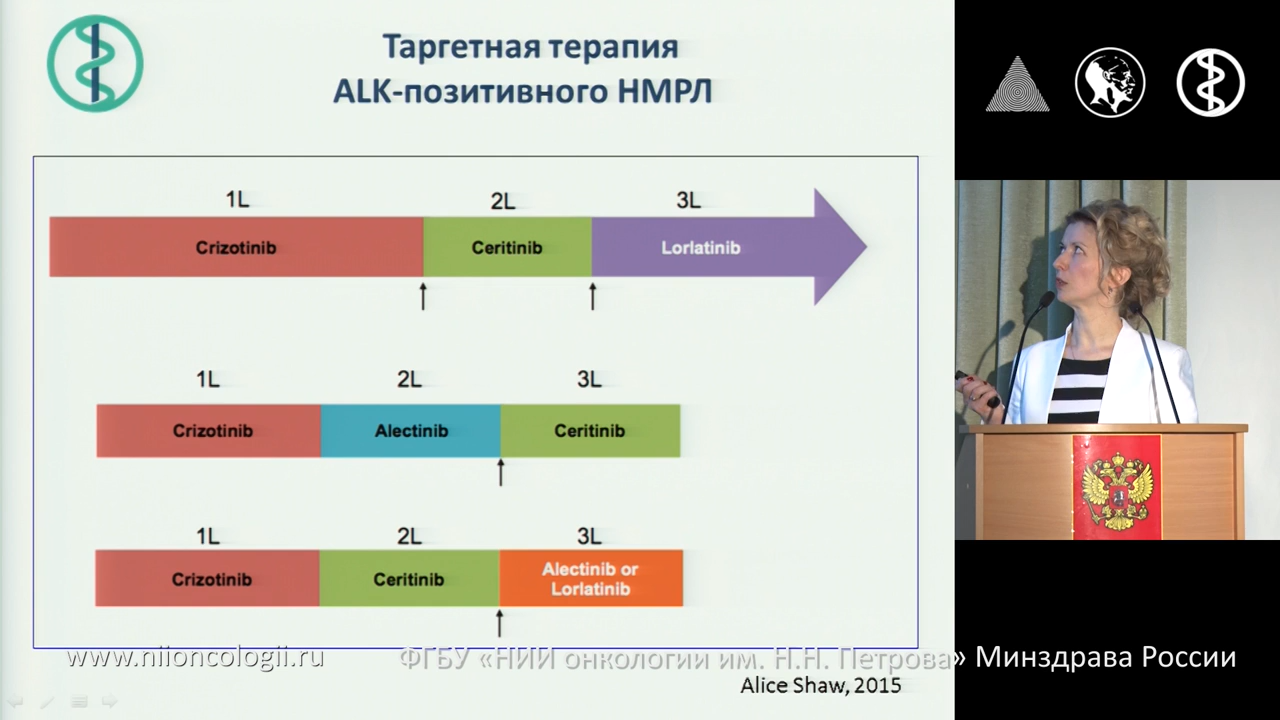 Таргетная терапия
ALK-позитивного НМРЛ
1L
2L
3L
Crizotinib
Ceritinib
Lorlatinib
1L
2L
3L
Crizotinib
Alectinib
Ceritinib
1L
2L
3L
Crizotinib
Ceritinib
Alectinib or
Lorlatinib
www.niioncologii.ru
ФГБУ «НИИ онкологии им. Н.Н. Петрова» Минздрава России
Alice Shaw, 2015